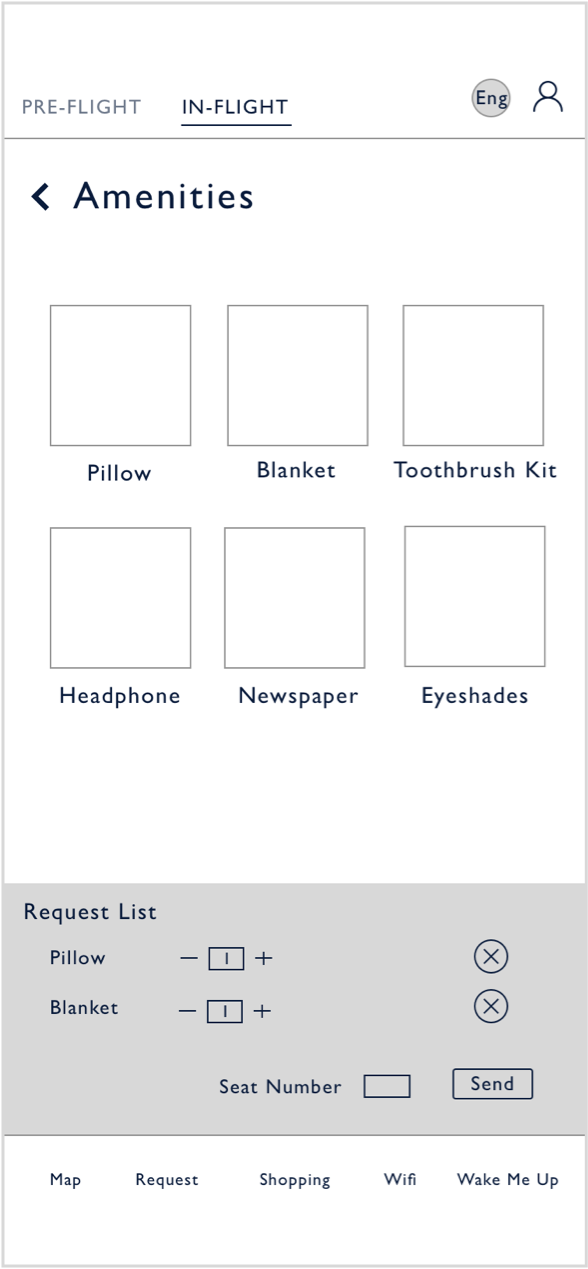 PRE-FLIGHT IN-FLIGHT Eng
Amenities
Pillow Blanket Toothbrush Kit
Headphone Newspaper Eyeshades
Request List
Pillow − 1 +
Blanket − 1 +
Seat Number Send
Map Request Shopping Wifi Wake Me Up